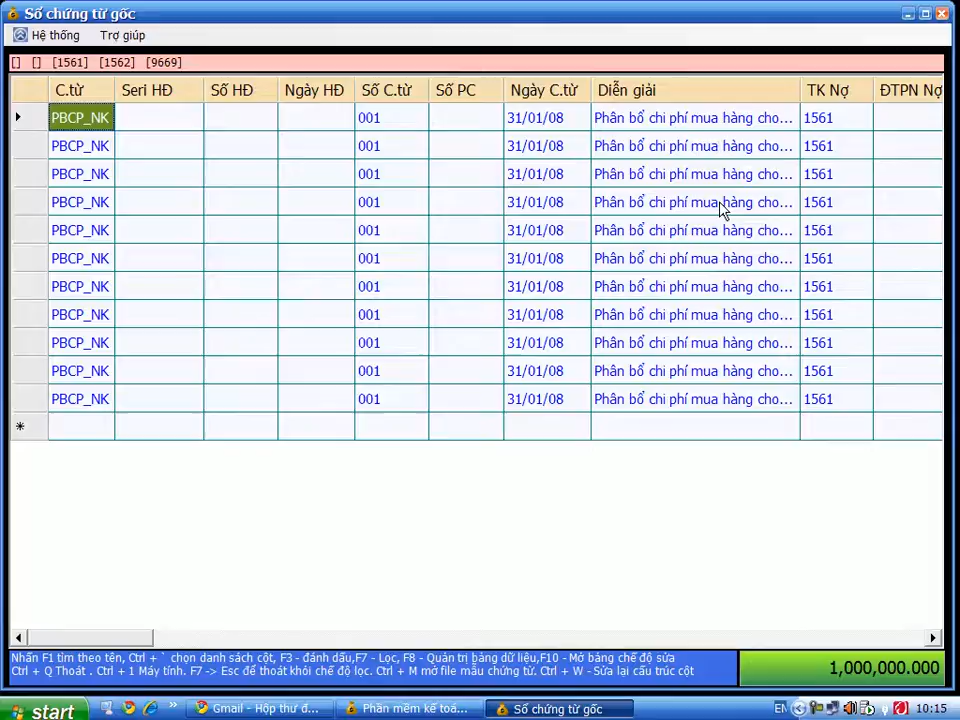 Sổ chứng từ gốc
Hệ thống Trợ giúp
[] [] [1561] [1562] [9669]
C.từ Seri HĐ Số HĐ Ngày HĐ Số C.từ Số PC Ngày C.từ Diễn giải TK Nợ ĐTPN Nợ
PBCP_NK 001 31/01/08 Phân bổ chi phí mua hàng cho... 1561
PBCP_NK 001 31/01/08 Phân bổ chi phí mua hàng cho... 1561
PBCP_NK 001 31/01/08 Phân bổ chi phí mua hàng cho... 1561
PBCP_NK 001 31/01/08 Phân bổ chi phí mua hàng cho... 1561
PBCP_NK 001 31/01/08 Phân bổ chi phí mua hàng cho... 1561
PBCP_NK 001 31/01/08 Phân bổ chi phí mua hàng cho... 1561
PBCP_NK 001 31/01/08 Phân bổ chi phí mua hàng cho... 1561
PBCP_NK 001 31/01/08 Phân bổ chi phí mua hàng cho... 1561
PBCP_NK 001 31/01/08 Phân bổ chi phí mua hàng cho... 1561
PBCP_NK 001 31/01/08 Phân bổ chi phí mua hàng cho... 1561
PBCP_NK 001 31/01/08 Phân bổ chi phí mua hàng cho... 1561
Nhấn F1 tìm theo tên, Ctrl + ` chọn danh sách cột, F3 - đánh dấu,F7 - Lọc, F8 - Quản trị bảng dữ liệu,F10 - Mở bảng chế độ sửa
Ctrl + Q Thoát . Ctrl + 1 Máy tính. F7 -> Esc để thoát khỏi chế độ lọc. Ctrl + M mở file mẫu chứng từ. Ctrl + W - Sửa lại cấu trúc cột
1,000,000.000
start Gmail - Hộp thư đ... Phần mềm kế toá... Sổ chứng từ gốc EN 10:15